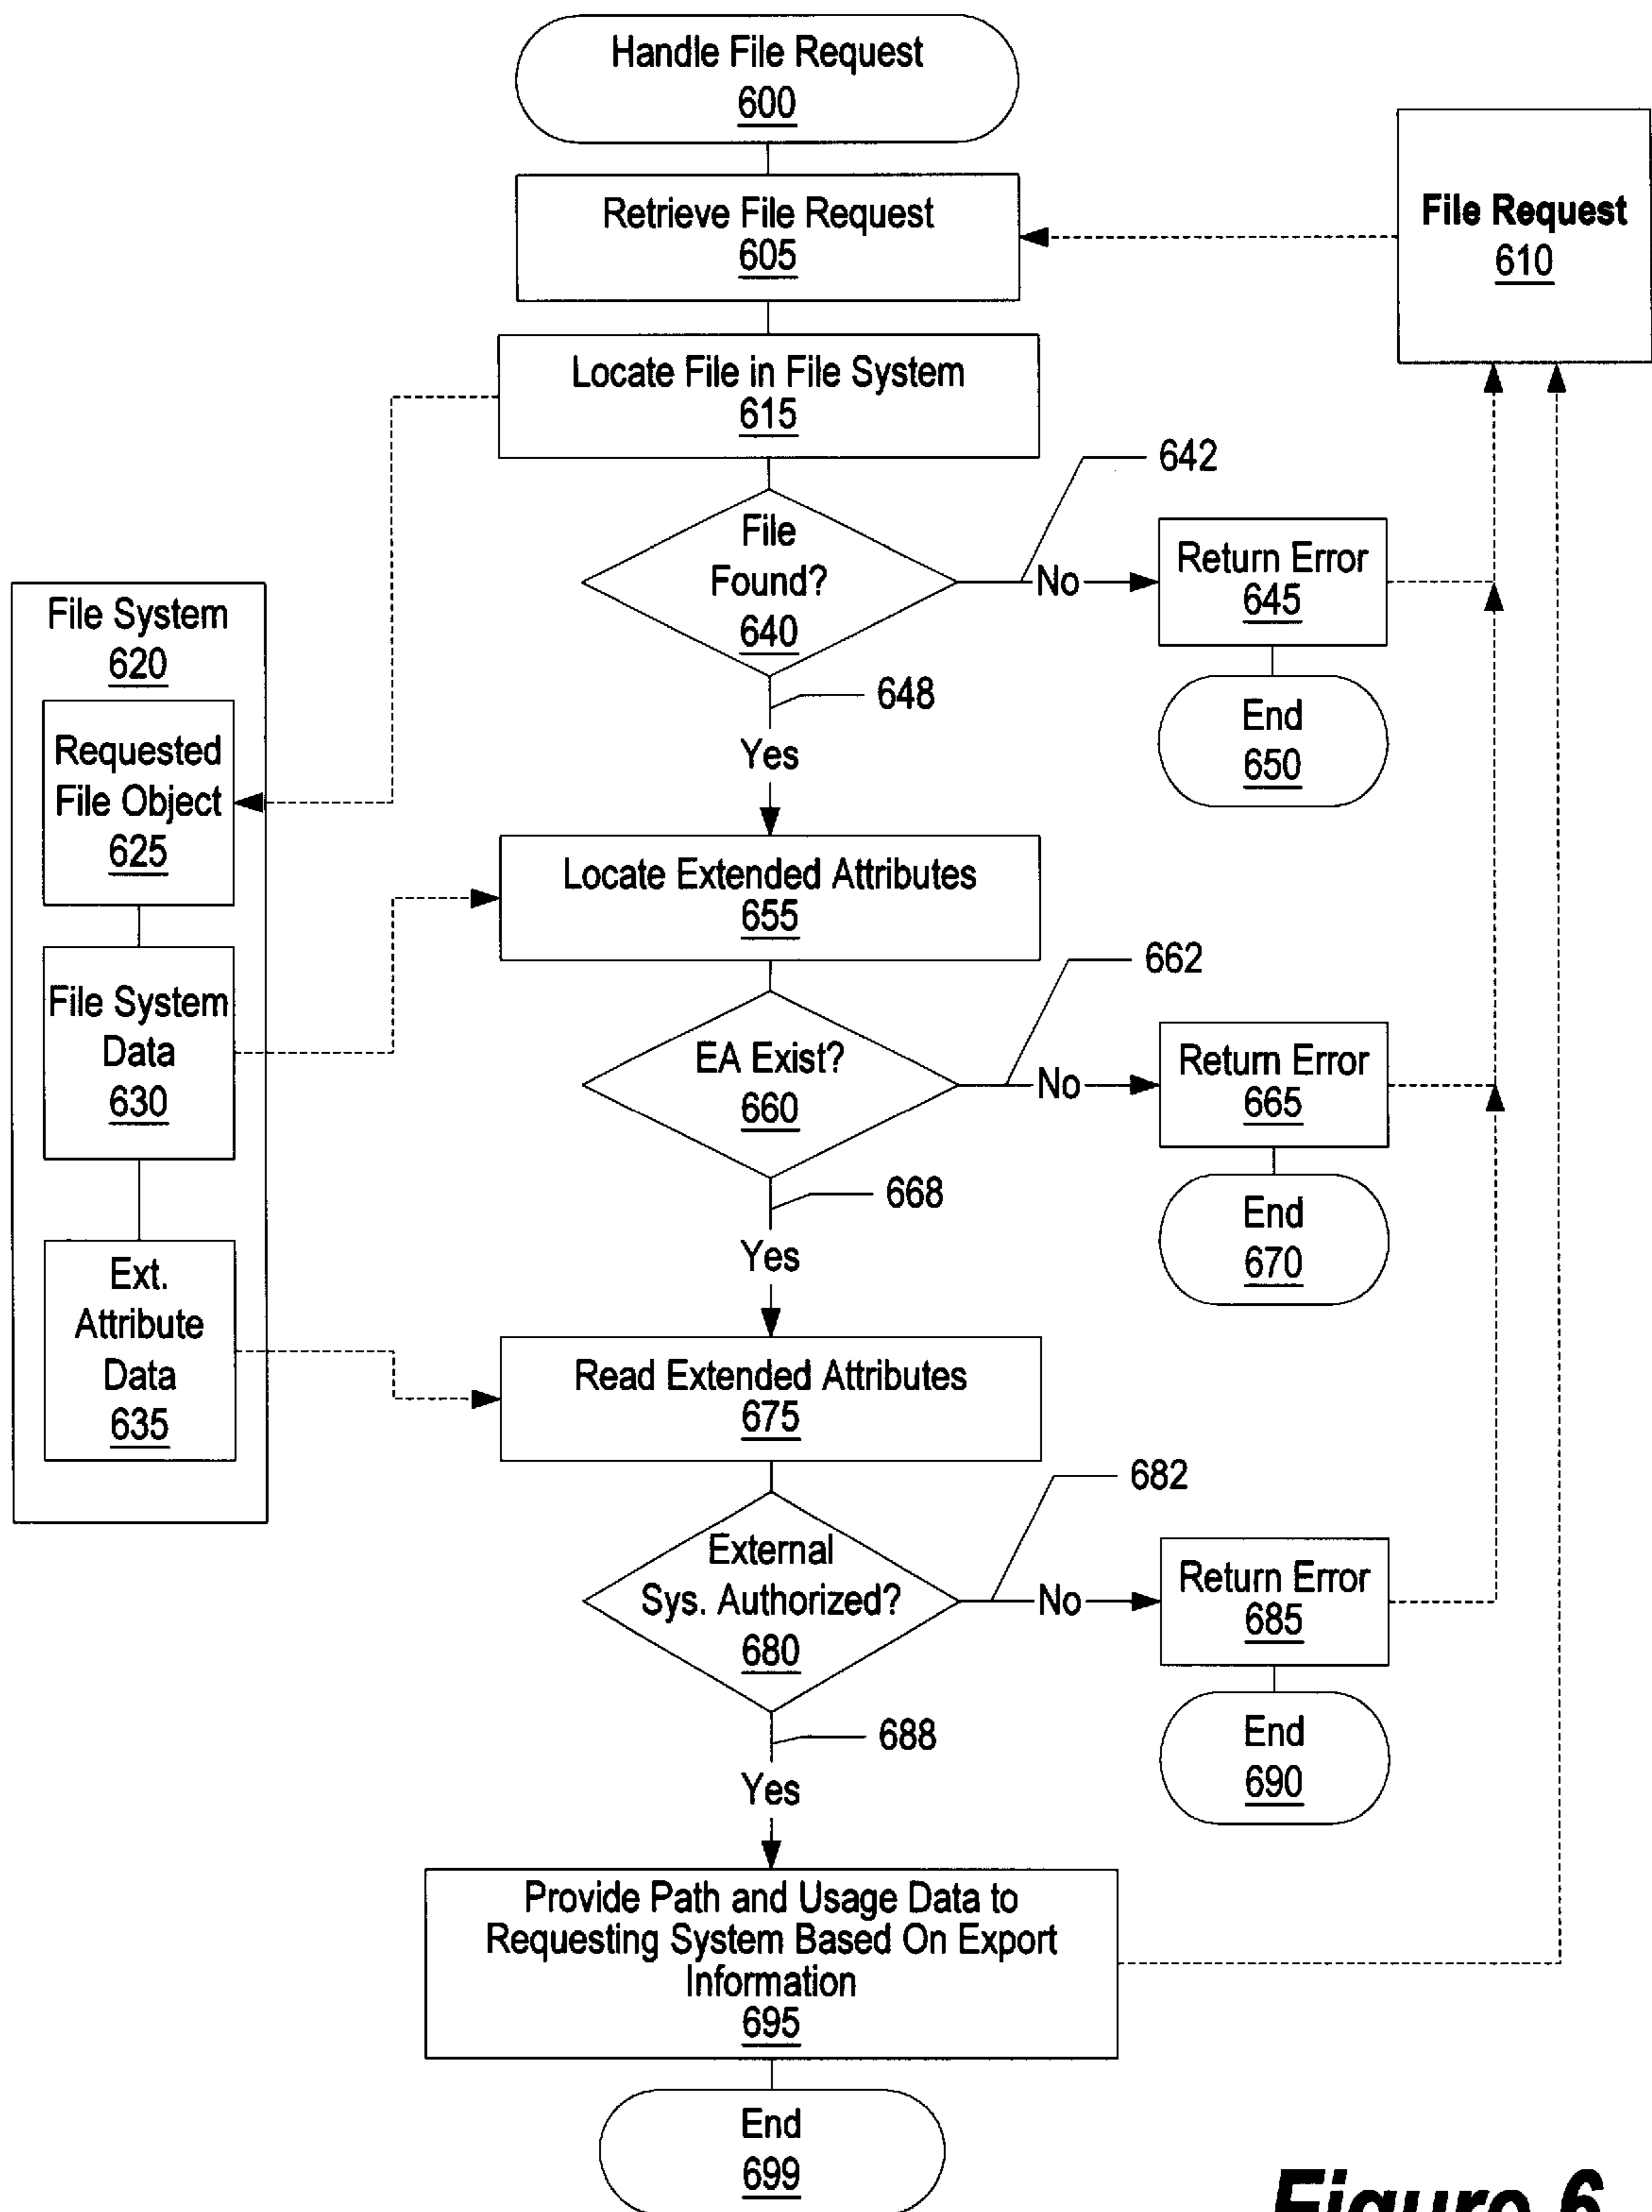 Handle File Request
600
Retrieve File Request
605
File Request
610
Locate File in File System
615
642
File
Found?
640
No
Return Error
645
End
650
648
Yes
File System
620
Requested
File Object
625
File System
Data
630
Ext.
Attribute
Data
635
Locate Extended Attributes
655
662
EA Exist?
660
No
Return Error
665
End
670
668
Yes
Read Extended Attributes
675
682
External
Sys. Authorized?
680
No
Return Error
685
End
690
688
Yes
Provide Path and Usage Data to
Requesting System Based On Export
Information
695
End
699
Figure 6